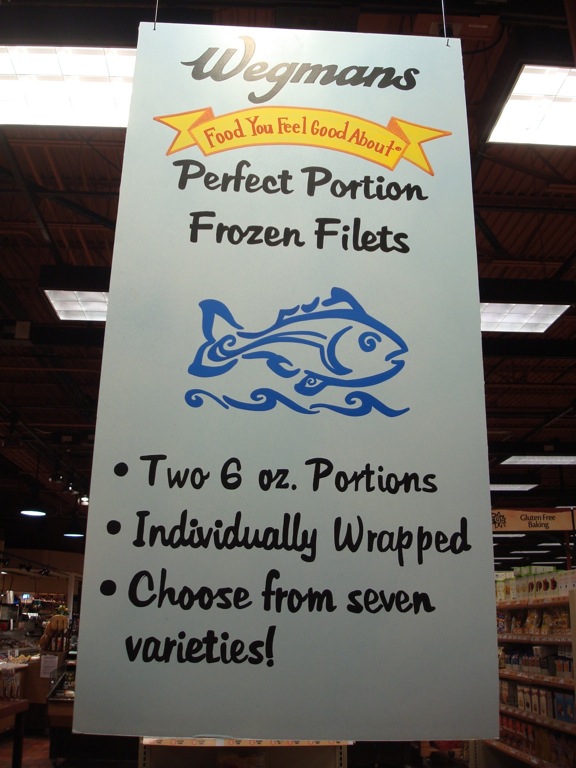 Wegmans
Food You Feel Good About®
Perfect Portion
Frozen Filets
• Two 6 oz. Portions
• Individually Wrapped
• Choose from seven
varieties!
Gluten Free
Baking